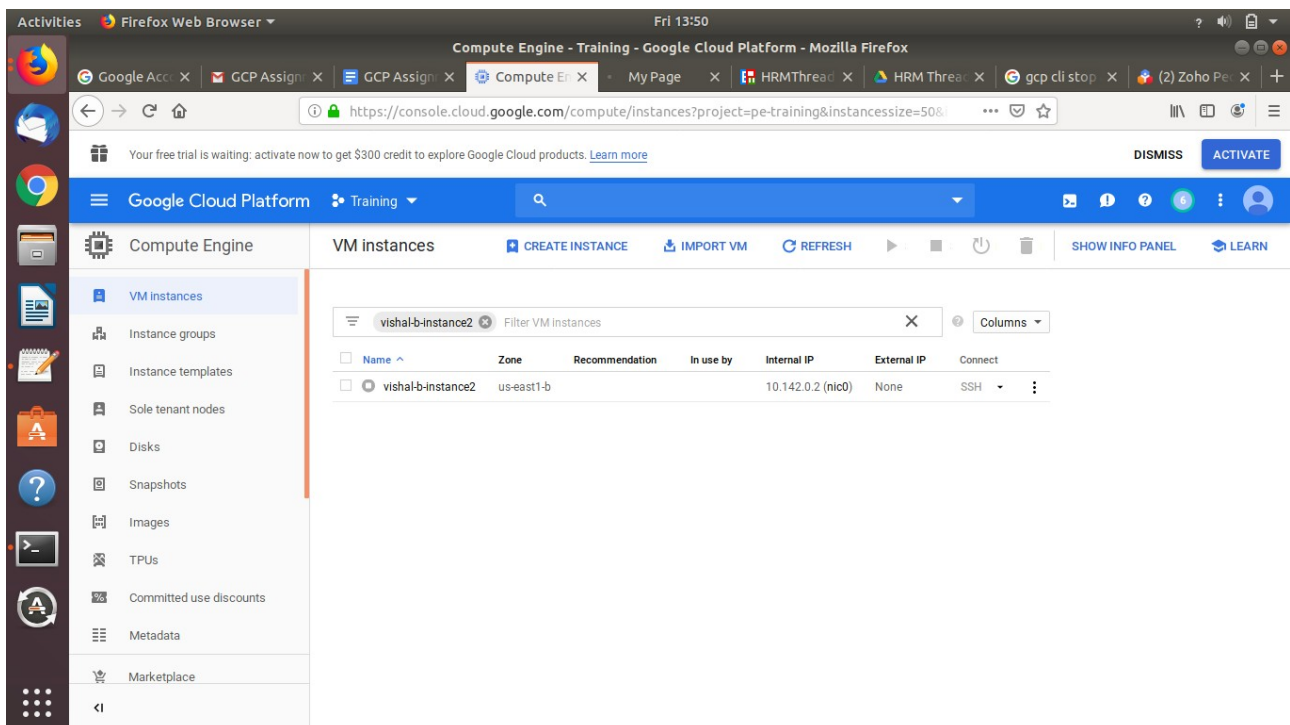 Activities Firefox Web Browser Fri 13:50
Compute Engine - Training - Google Cloud Platform - Mozilla Firefox
Google Acc GCP Assign GCP Assign Compute En My Page HRMThread HRM Threa gcp cli stop (2) Zoho Pe
https://console.cloud.google.com/compute/instances?project=pe-training&instancessize=50&
Your free trial is waiting: activate now to get $300 credit to explore Google Cloud products. Learn more DISMISS ACTIVATE
Google Cloud Platform Training 6
Compute Engine VM instances CREATE INSTANCE IMPORT VM REFRESH SHOW INFO PANEL LEARN
VM instances
Instance groups
Instance templates
Sole tenant nodes
Disks
Snapshots
Images
TPUs
Committed use discounts
Metadata
Marketplace
vishal-b-instance2 Filter VM instances Columns
Name Zone Recommendation In use by Internal IP External IP Connect
vishal-b-instance2 us-east1-b 10.142.0.2 (nic0) None SSH